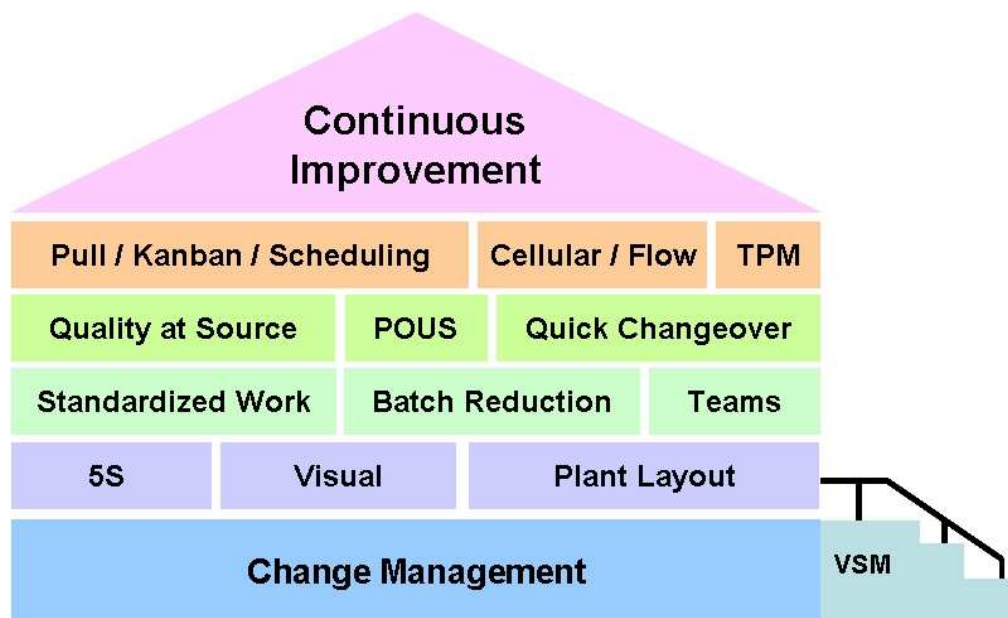 Continuous
Improvement
Pull / Kanban / Scheduling
Cellular / Flow
TPM
Quality at Source
POUS
Quick Changeover
Standardized Work
Batch Reduction
Teams
5S
Visual
Plant Layout
Change Management
VSM